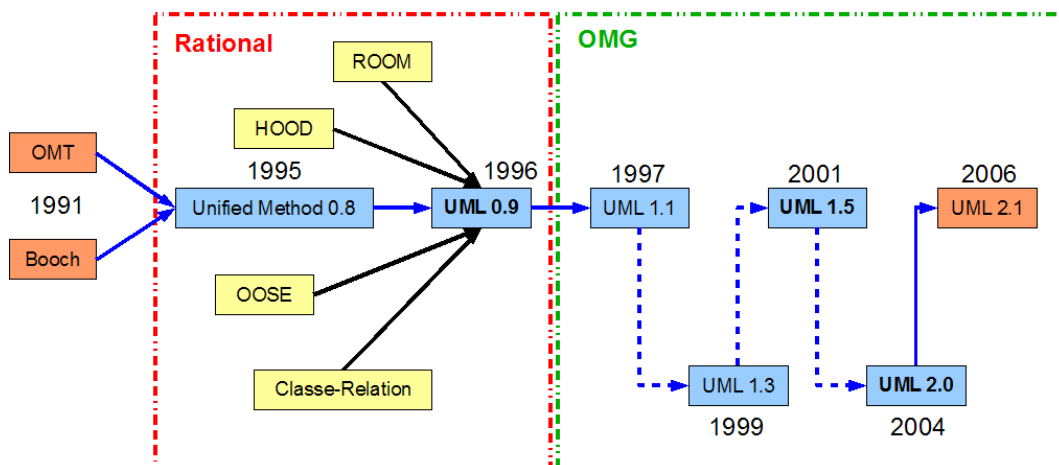 Rational
OMG
ROOM
HOOD
OMT
1991
Booch
1995
Unified Method 0.8
1996
UML 0.9
OOSE
Classe-Relation
1997
UML 1.1
2001
UML 1.5
2006
UML 2.1
UML 1.3
1999
UML 2.0
2004